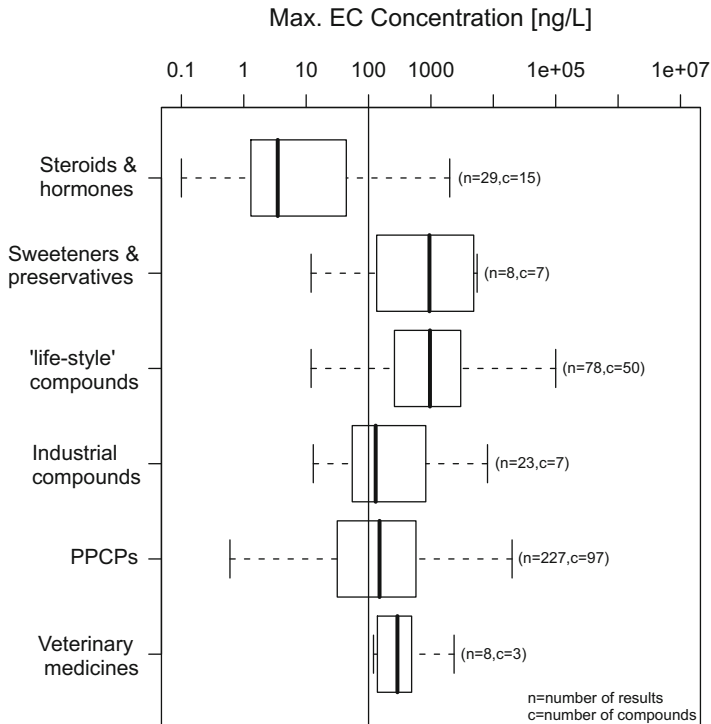 Max. EC Concentration [ng/L]
0.1 1 10 100 1000 1e+05 1e+07
Steroids &
hormones
(n=29,c=15)
Sweeteners &
preservatives
(n=8,c=7)
'life-style'
compounds
(n=78,c=50)
Industrial
compounds
(n=23,c=7)
PPCPs
(n=227,c=97)
Veterinary
medicines
(n=8,c=3)
n=number of results
c=number of compounds